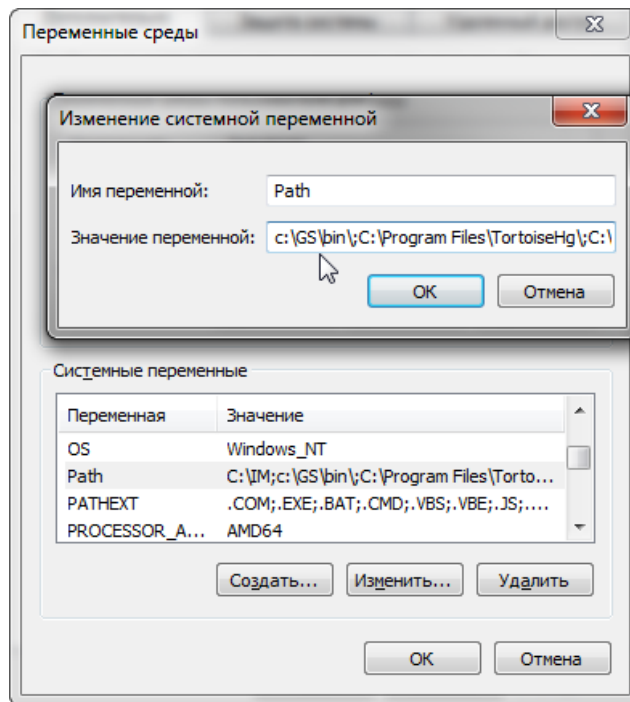 Переменные среды
Изменение системной переменной
Имя переменной: Path
Значение переменной: c:\GS\bin\;C:\Program Files\TortoiseHg\;C:\
ОК Отмена
Системные переменные
Переменная Значение
OS Windows_NT
Path C:\IM;c:\GS\bin\;C:\Program Files\Torto...
PATHEXT .COM;.EXE;.BAT;.CMD;.VBS;.VBE;.JS;....
PROCESSOR_A... AMD64
Создать... Изменить... Удалить
ОК Отмена